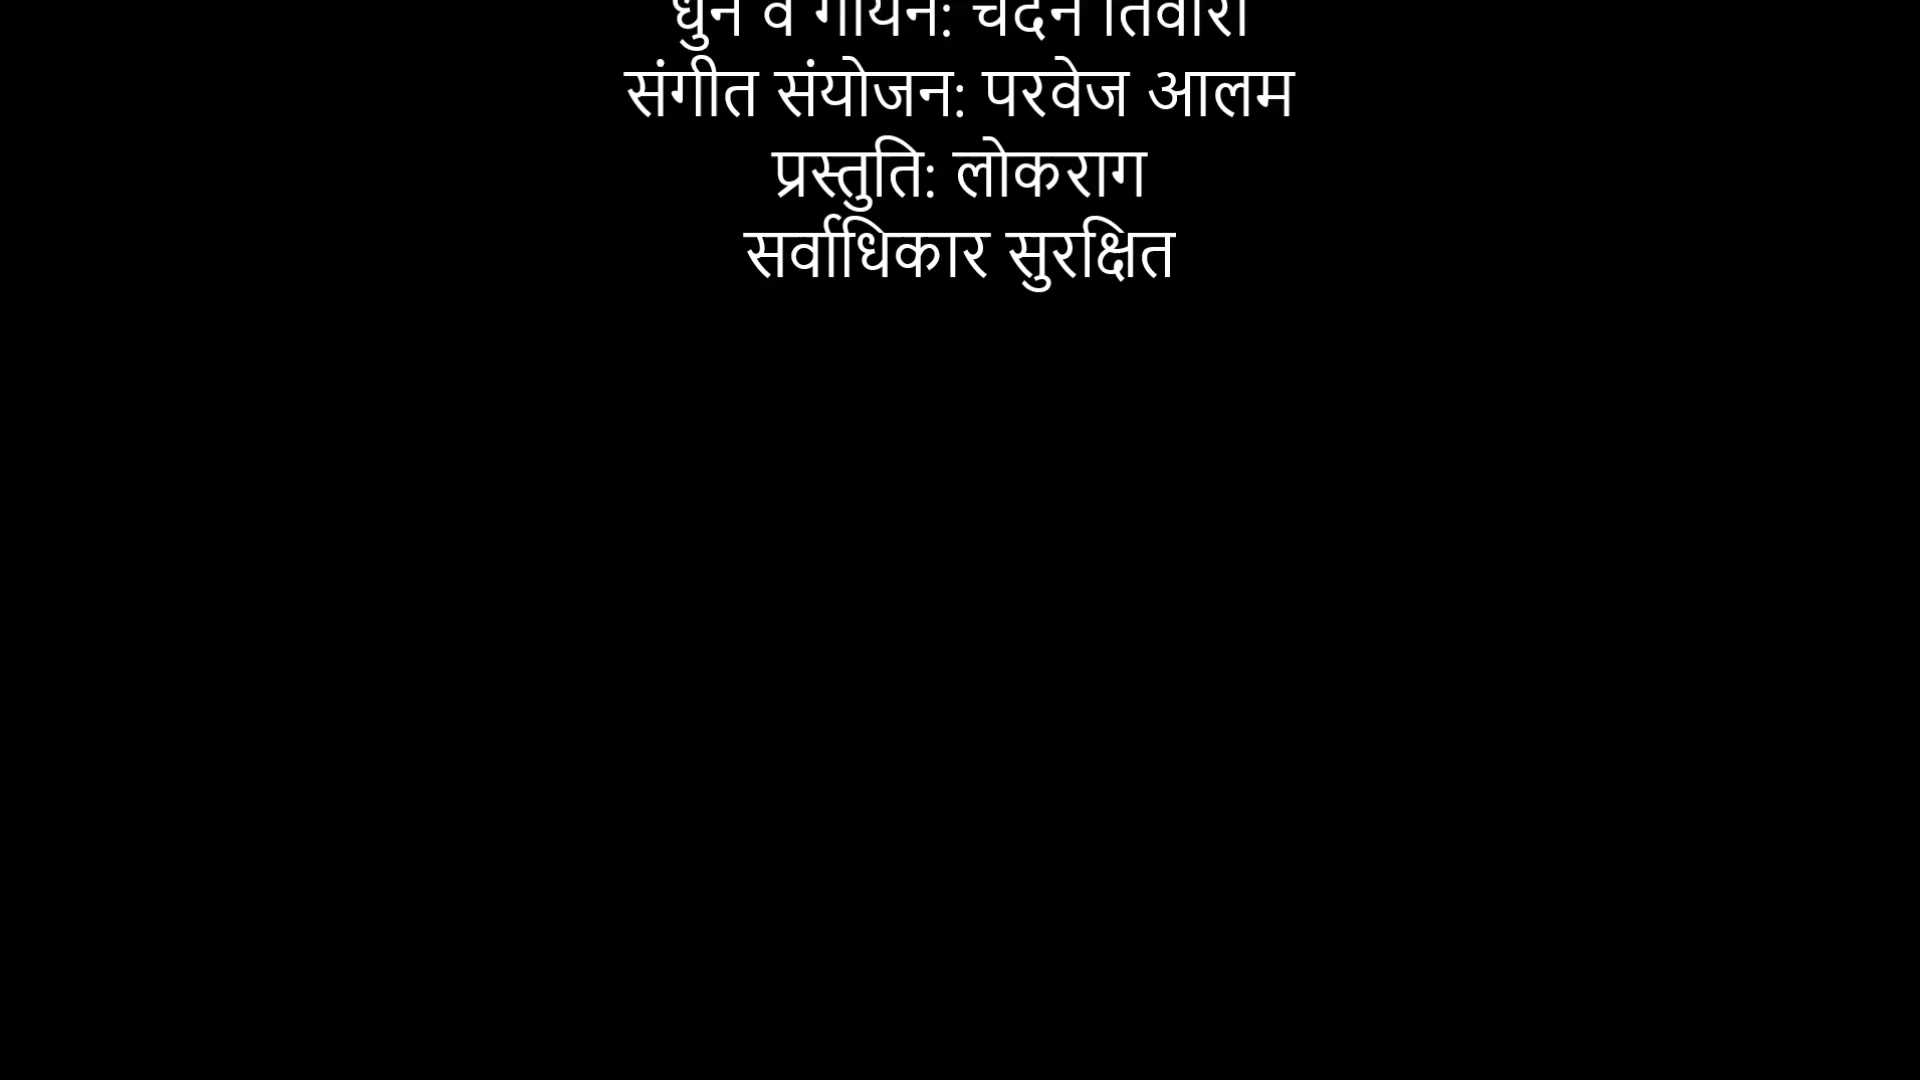 धुन व गायन: चंदन तिवारी
संगीत संयोजन: परवेज आलम
प्रस्तुति: लोकराग
सर्वाधिकार सुरक्षित